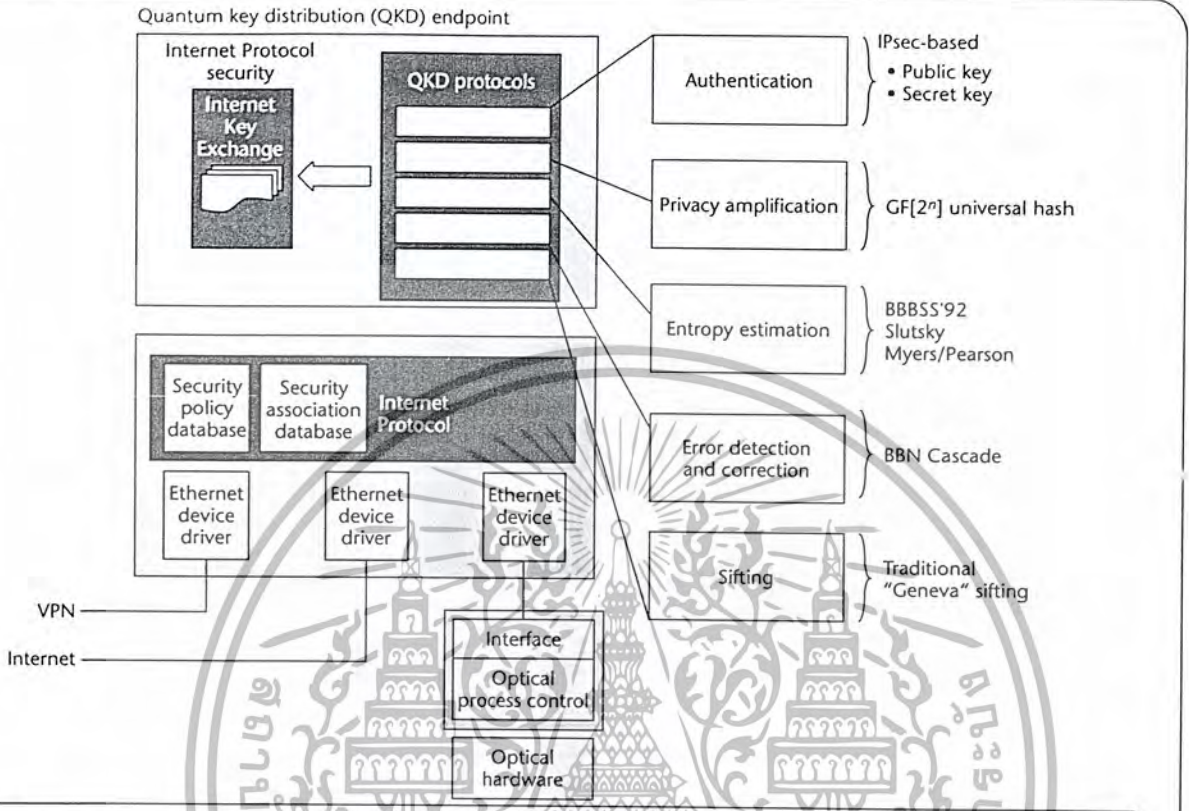 Quantum key distribution (QKD) endpoint
Internet Protocol
security
Internet
Key
Exchange
QKD protocols
Authentication
IPsec-based
• Public key
• Secret key
Privacy amplification
GF[2ⁿ] universal hash
Entropy estimation
BBBSS'92
Slutsky
Myers/Pearson
Error detection
and correction
BBN Cascade
Sifting
Traditional
"Geneva" sifting
Security
policy
database
Security
association
database
Internet
Protocol
Ethernet
device
driver
Ethernet
device
driver
Ethernet
device
driver
VPN
Internet
Interface
Optical
process control
Optical
hardware